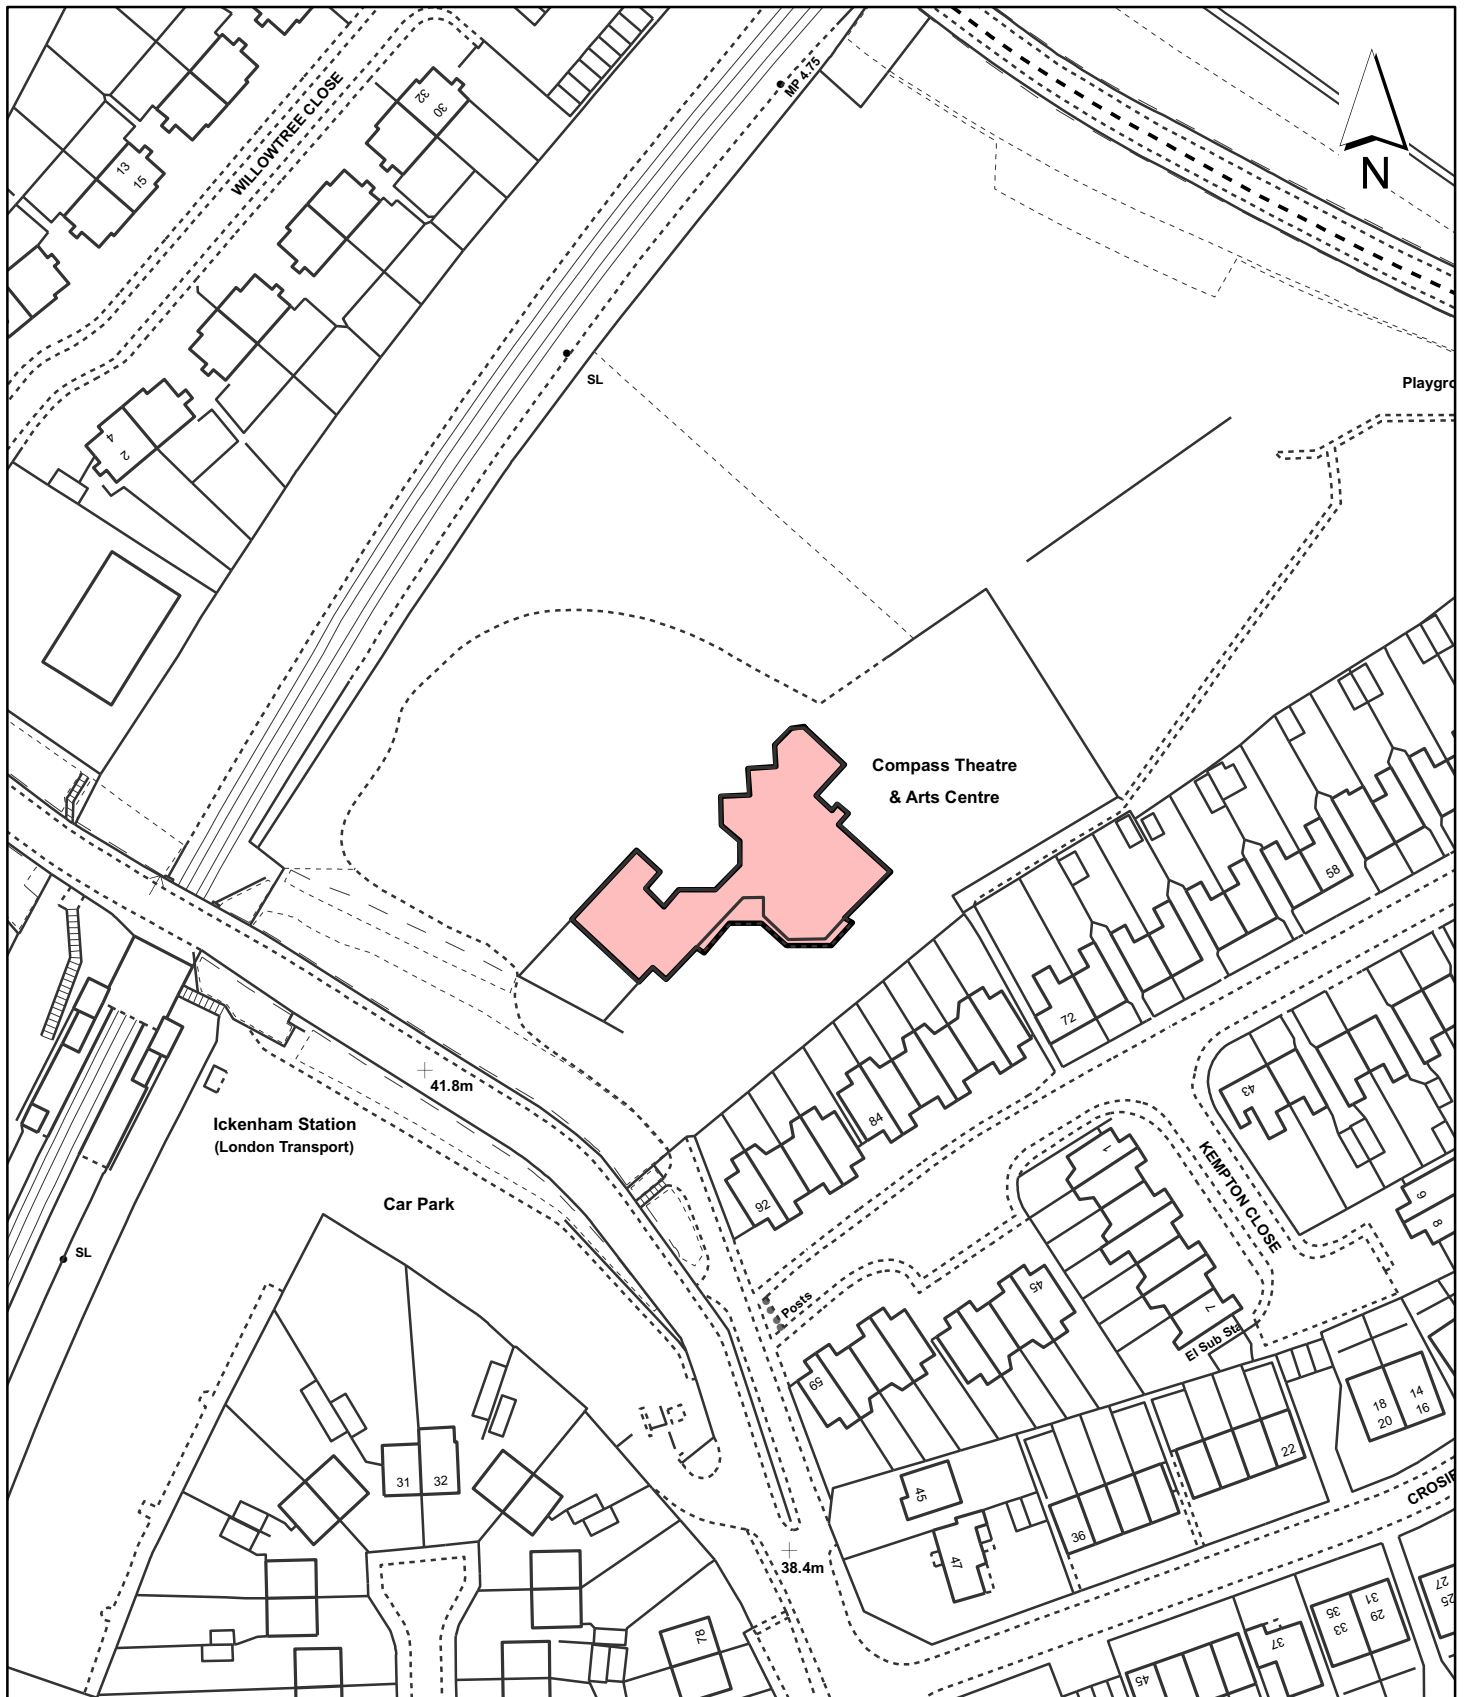 32
30
WILLOWTREE CLOSE
MP 4.75
13
15
N
SL
Playgro
4
2
Compass Theatre
& Arts Centre
58
72
41.8m
84
43
Ickenham Station
(London Transport)
1
KEMPTON CLOSE
92
9
8
Car Park
SL
45
Posts
7
El Sub Sta
59
18
20
14
16
22
31
32
45
36
CROSIE
47
38.4m
27
25
35
33
31
29
78
37
45